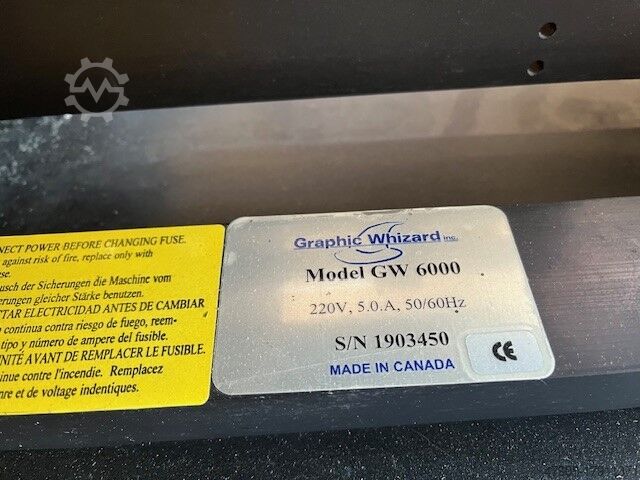 NECT POWER BEFORE CHANGING FUSE.
against risk of fire, replace only with
se.
usch der Sicherungen die Maschine vom
erungen gleicher Stärke benutzen.
CTAR ELECTRICIDAD ANTES DE CAMBIAR
continua contra riesgo de fuego, reem-
tipo y número de ampere del fusible.
NITÉ AVANT DE REMPLACER LE FUSIBLE.
inue contre l'incendie. Remplacez
nre et de voltage indentiques.
Graphic Whizard inc.
Model GW 6000
220V, 5.0.A, 50/60Hz
S/N 1903450
MADE IN CANADA
CE